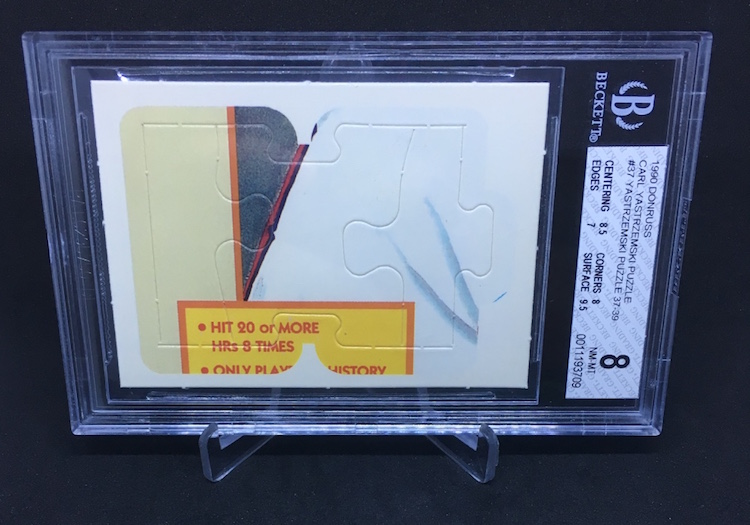 • HIT 20 OR MORE
HRs 8 TIMES
• ONLY PLAY HISTORY
B
BECKETT®
1990 DONRUSS
CARL YASTRZEMSKI PUZZLE
#37 YASTRZEMSKI PUZZLE 37-39
CENTERING 8.5 CORNERS 8
EDGES 7 SURFACE 9.5
8
NM-MT
0011193709